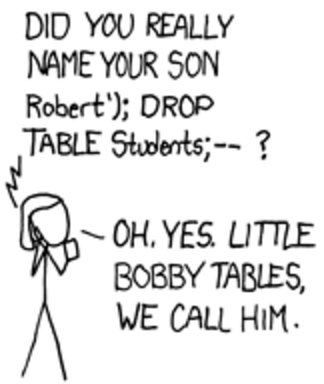 DID YOU REALLY
NAME YOUR SON
Robert'); DROP
TABLE Students;-- ?
OH. YES. LITTLE
BOBBY TABLES,
WE CALL HIM.